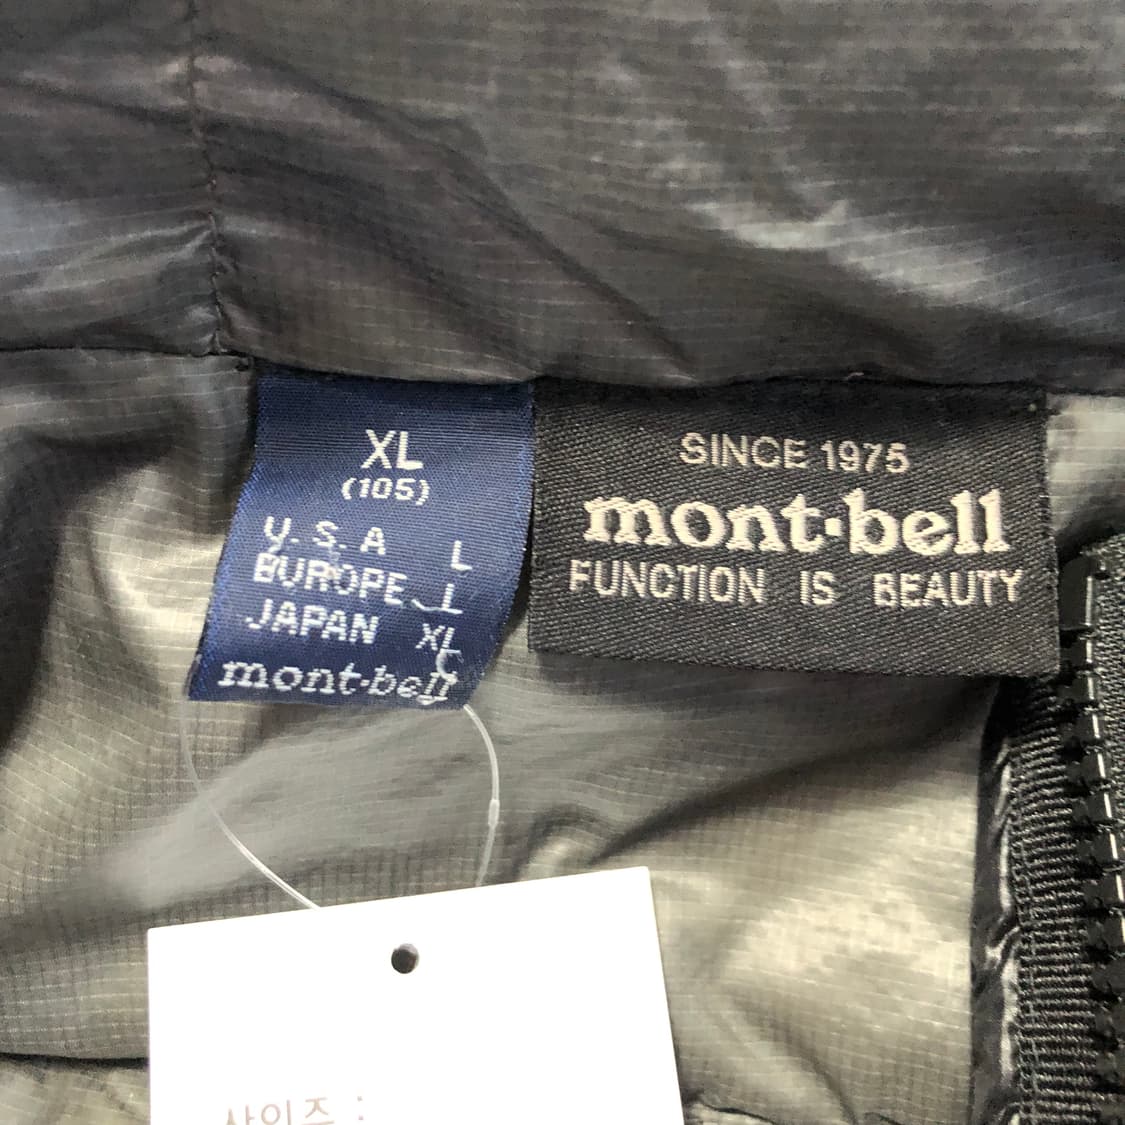 XL
(105)
U.S.A L
EUROPE L
JAPAN XL
mont-bell
SINCE 1975
mont·bell
FUNCTION IS BEAUTY
사이즈 :